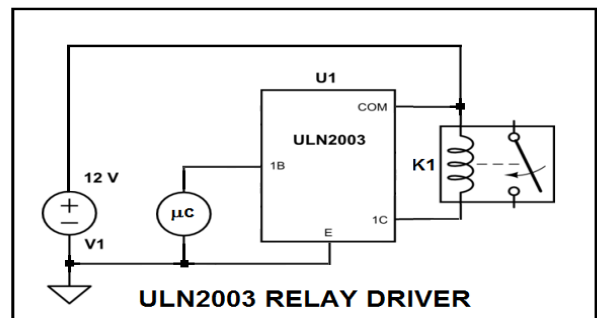 U1
COM
ULN2003
1B
K1
12 V
+
−
μc
1C
V1
E
ULN2003 RELAY DRIVER